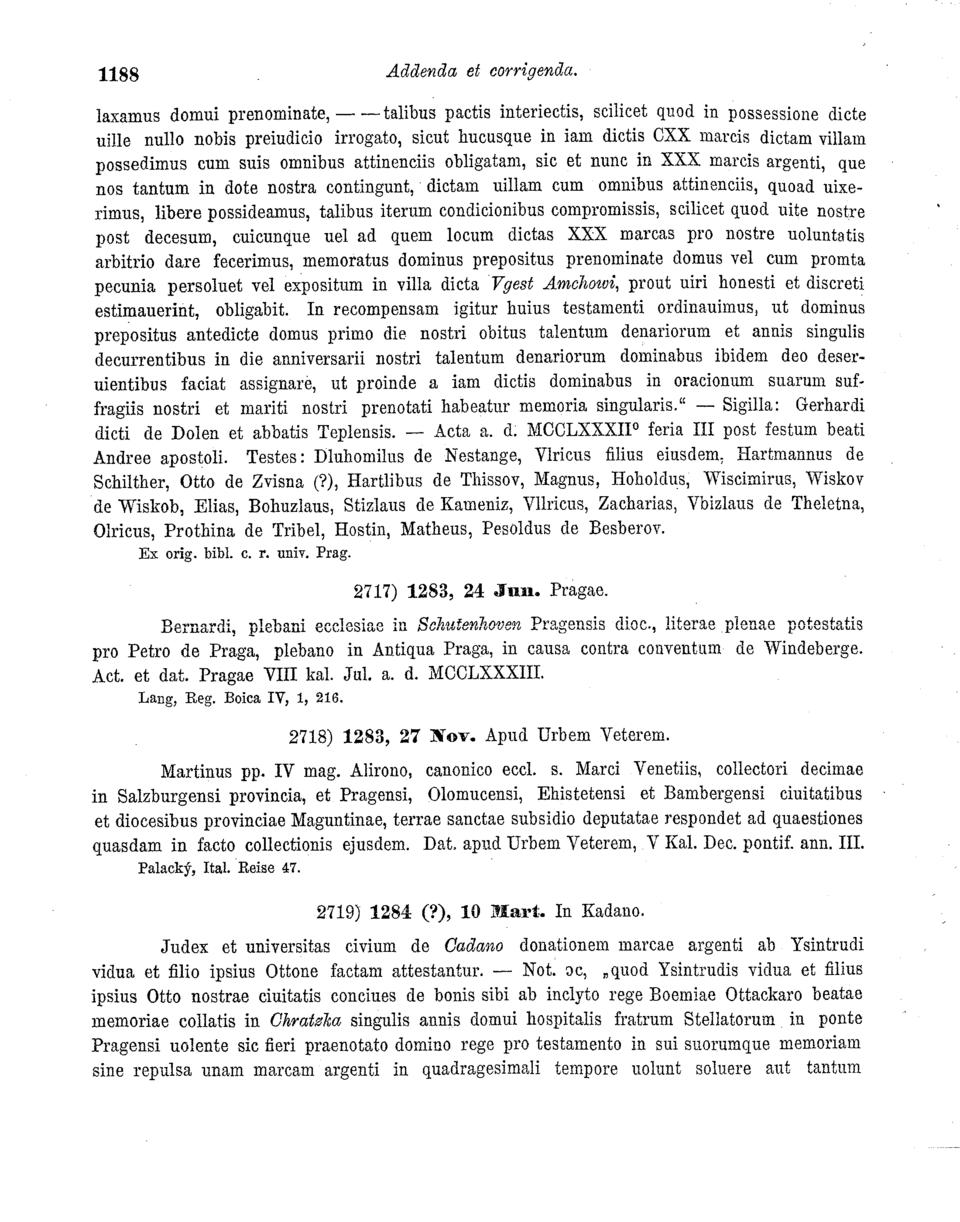 1188
Addenda et corrigenda.
laxamus domui prenominate, — — talibus pactis interiectis, scilicet quod in possessione dicte
uille nullo nobis preiudicio irrogato, sicut hucusque in iam dictis CXX marcis dictam villam
possedimus cum suis omnibus attinenciis obligatam, sic et nunc in XXX marcis argenti, que
nos tantum in dote nostra contingunt, dictam uillam cum omnibus attinenciis, quoad uixe-
rimus, libere possideamus, talibus iterum condicionibus compromissis, scilicet quod uite nostre
post decesum, cuicunque uel ad quem locum dictas XXX marcas pro nostre uoluntatis
arbitrio dare fecerimus, memoratus dominus prepositus prenominate domus vel cum promta
pecunia persoluet vel expositum in villa dicta Vgest Amchowi, prout uiri honesti et discreti
estimauerint, obligabit. In recompensam igitur huius testamenti ordinauimus, ut dominus
prepositus antedicte domus primo die nostri obitus talentum denariorum et annis singulis
decurrentibus in die anniversarii nostri talentum denariorum dominabus ibidem deo deser-
uientibus faciat assignare, ut proinde a iam dictis dominabus in oracionum suarum suf-
fragiis nostri et mariti nostri prenotati habeatur memoria singularis.“ — Sigilla: Gerhardi
dicti de Dolen et abbatis Teplensis. — Acta a. d. MCCLXXXII⁰ feria III post festum beati
Andree apostoli. Testes: Dluhomilus de Nestange, Vlricus filius eiusdem, Hartmannus de
Schilther, Otto de Zvisna (?), Hartlibus de Thissov, Magnus, Hoholdus, Wiscimirus, Wiskov
de Wiskob, Elias, Bohuzlaus, Stizlaus de Kameniz, Vllricus, Zacharias, Vbizlaus de Theletna,
Olricus, Prothina de Tribel, Hostin, Matheus, Pesoldus de Besberov.
Ex orig. bibl. c. r. univ. Prag.
2717) 1283, 24 Jun. Pragae.
Bernardi, plebani ecclesiae in Schutenhoven Pragensis dioc., literae plenae potestatis
pro Petro de Praga, plebano in Antiqua Praga, in causa contra conventum de Windeberge.
Act. et dat. Pragae VIII kal. Jul. a. d. MCCLXXXIII.
Lang, Reg. Boica IV, 1, 216.
2718) 1283, 27 Nov. Apud Urbem Veterem.
Martinus pp. IV mag. Alirono, canonico eccl. s. Marci Venetiis, collectori decimae
in Salzburgensi provincia, et Pragensi, Olomucensi, Ehistetensi et Bambergensi ciuitatibus
et diocesibus provinciae Maguntinae, terrae sanctae subsidio deputatae respondet ad quaestiones
quasdam in facto collectionis ejusdem. Dat. apud Urbem Veterem, V Kal. Dec. pontif. ann. III.
Palacký, Ital. Reise 47.
2719) 1284 (?), 10 Mart. In Kadano.
Judex et universitas civium de Cadano donationem marcae argenti ab Ysintrudi
vidua et filio ipsius Ottone factam attestantur. — Not. ɔc, „quod Ysintrudis vidua et filius
ipsius Otto nostrae ciuitatis conciues de bonis sibi ab inclyto rege Boemiae Ottackaro beatae
memoriae collatis in Chratzka singulis annis domui hospitalis fratrum Stellatorum in ponte
Pragensi uolente sic fieri praenotato domino rege pro testamento in sui suorumque memoriam
sine repulsa unam marcam argenti in quadragesimali tempore uolunt soluere aut tantum